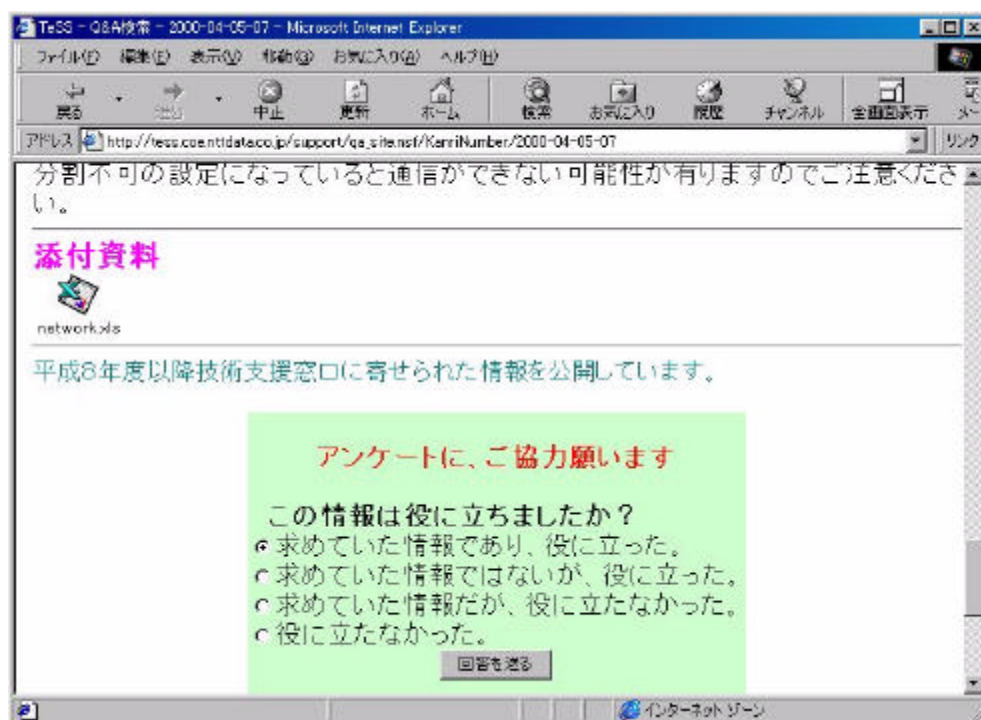 TeSS - Q&A検索 - 2000-04-05-07 - Microsoft Internet Explorer
ファイル(F) 編集(E) 表示(V) 移動(G) お気に入り(A) ヘルプ(H)
戻る 進む 中止 更新 ホーム 検索 お気に入り 履歴 チャンネル 全画面表示
アドレス http://tess.coe.nttdata.co.jp/support/qa_site.nsf/KanriNumber/2000-04-05-07 リンク
分割不可の設定になっていると通信ができない可能性が有りますのでご注意くださ
い。
添付資料
network.xls
平成8年度以降技術支援窓口に寄せられた情報を公開しています。
アンケートに、ご協力願います
この情報は役に立ちましたか？
求めていた情報であり、役に立った。
求めていた情報ではないが、役に立った。
求めていた情報だが、役に立たなかった。
役に立たなかった。
回答を送る
インターネット ゾーン